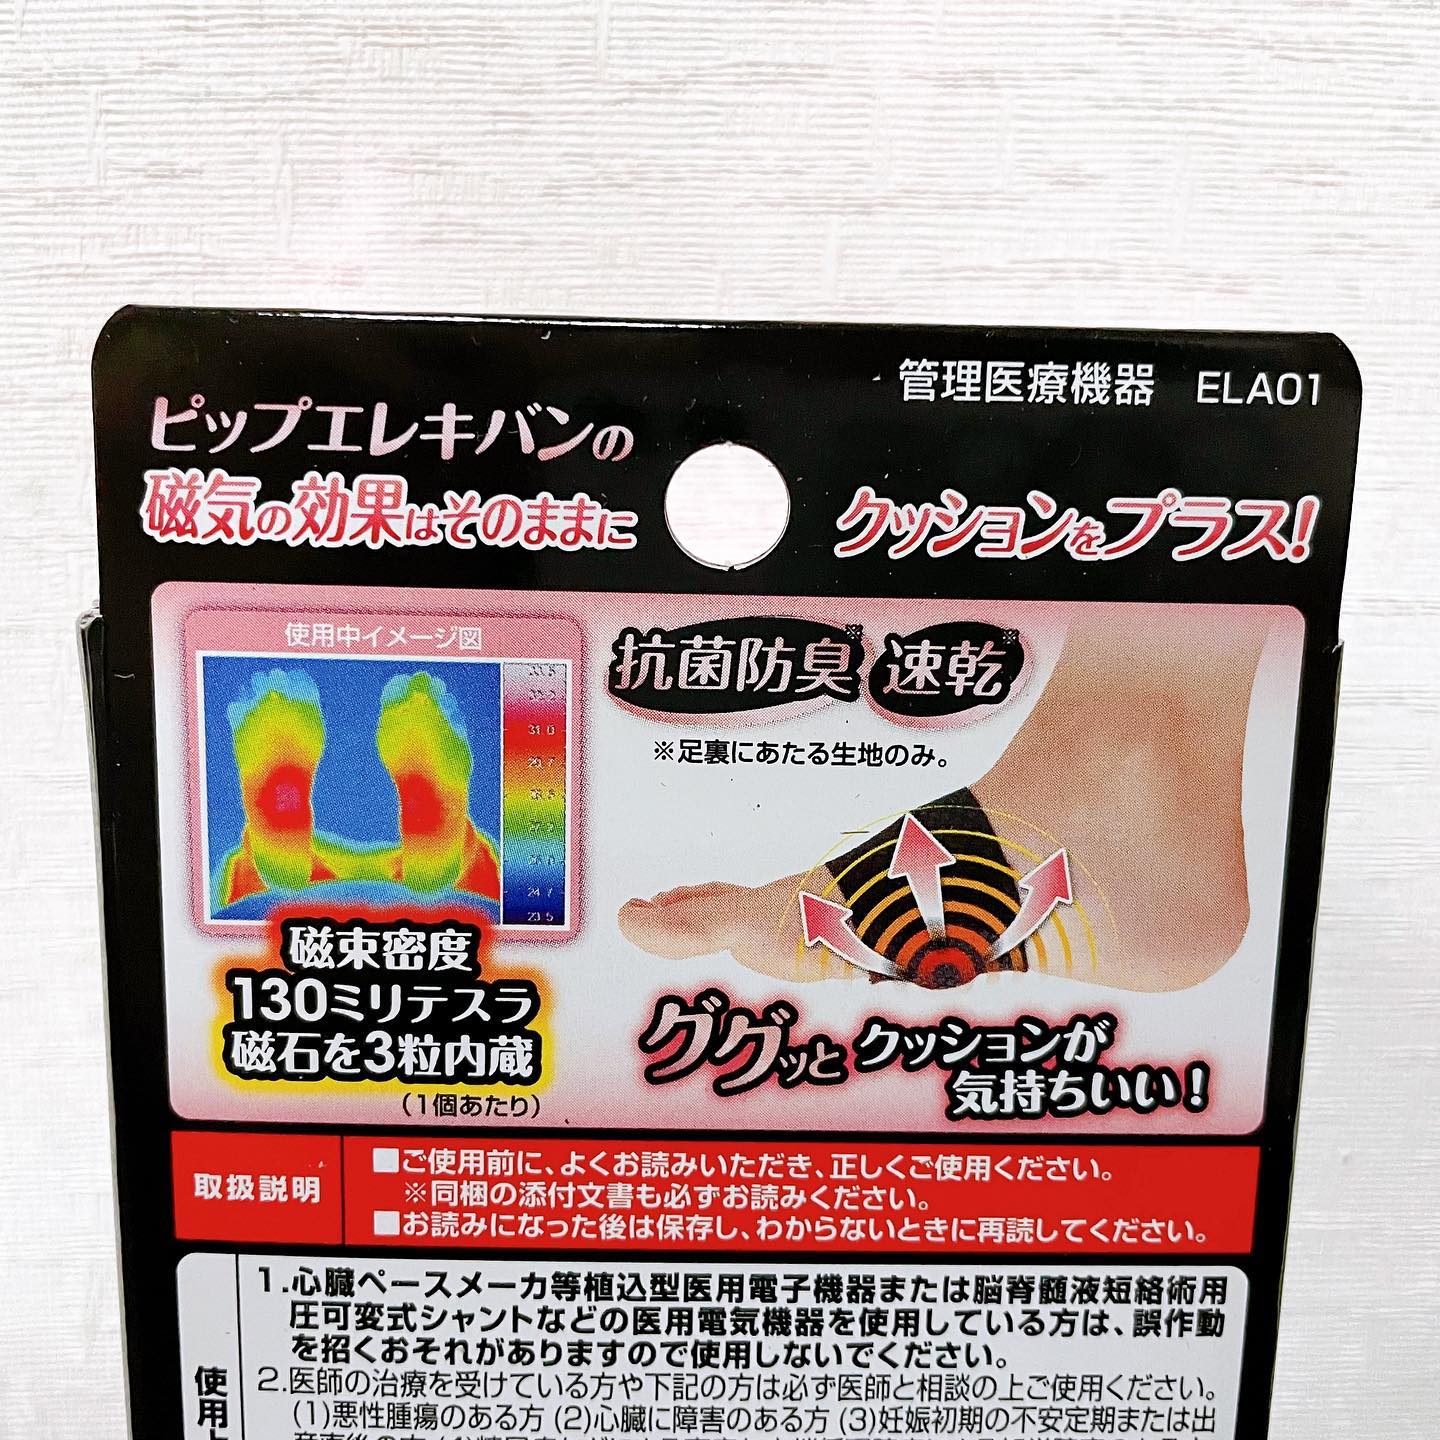 管理医療機器 ELA01
ピップエレキバンの
磁気の効果はそのままに
クッションをプラス!
使用中イメージ図
31.0
24.7
23.5
抗菌防臭※ 速乾※
※足裏にあたる生地のみ。
磁束密度
130ミリテスラ
磁石を3粒内蔵
(1個あたり)
ググッとクッションが
気持ちいい!
取扱説明
■ご使用前に、よくお読みいただき、正しくご使用ください。
※同梱の添付文書も必ずお読みください。
■お読みになった後は保存し、わからないときに再読してください。
使用上
1.心臓ペースメーカ等植込型医用電子機器または脳脊髄液短絡術用
圧可変式シャントなどの医用電気機器を使用している方は、誤作動
を招くおそれがありますので使用しないでください。
2.医師の治療を受けている方や下記の方は必ず医師と相談の上ご使用ください。
(1)悪性腫瘍のある方 (2)心臓に障害のある方 (3)妊娠初期の不安定期または出